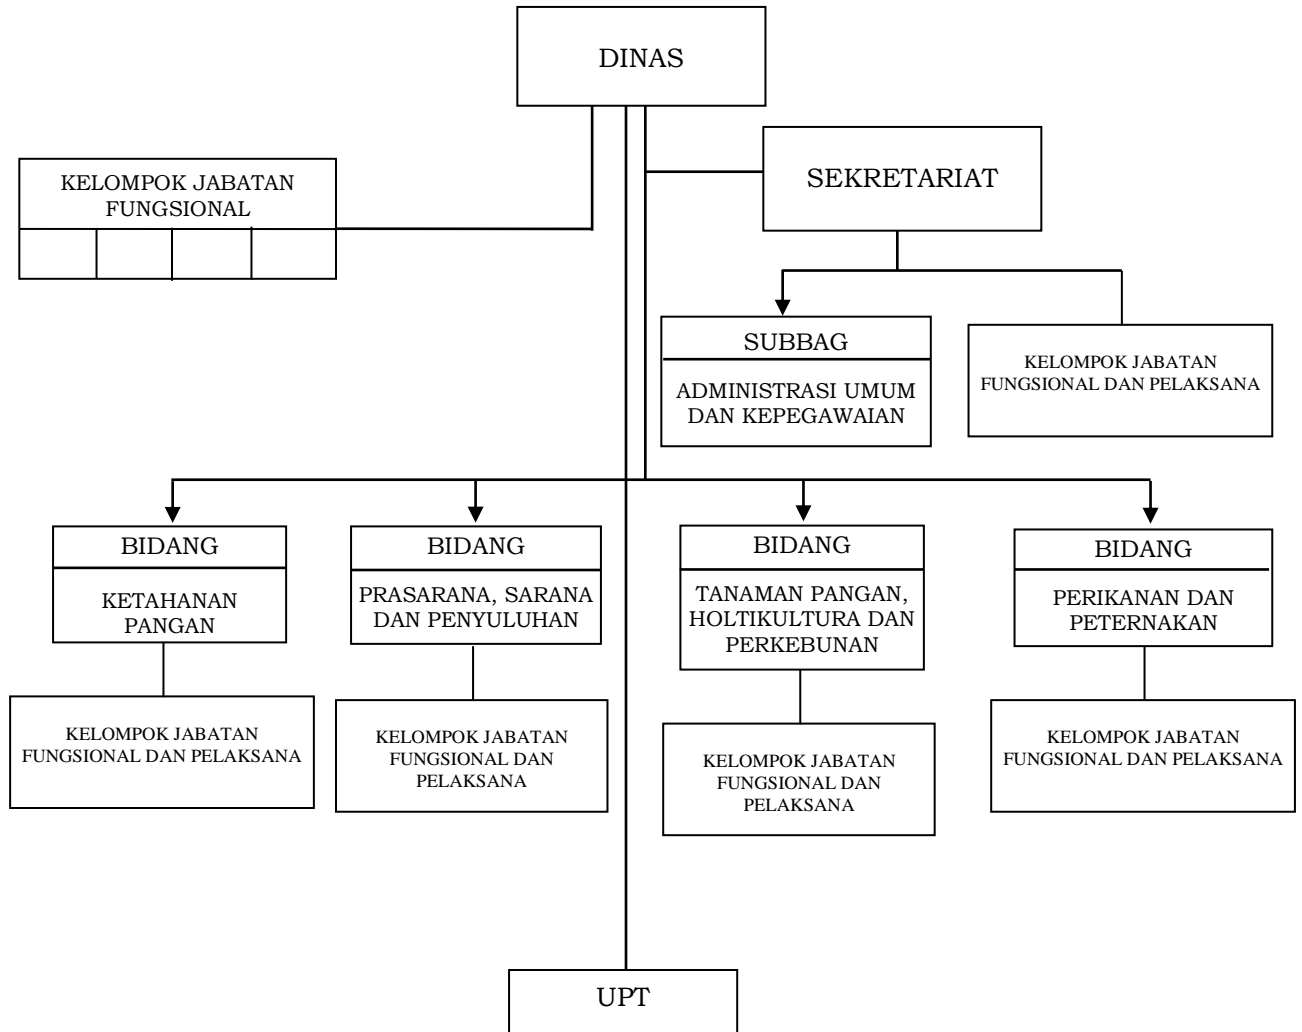 DINAS
KELOMPOK JABATAN
FUNGSIONAL
SEKRETARIAT
SUBBAG
ADMINISTRASI UMUM
DAN KEPEGAWAIAN
KELOMPOK JABATAN
FUNGSIONAL DAN PELAKSANA
BIDANG
KETAHANAN
PANGAN
BIDANG
PRASARANA, SARANA
DAN PENYULUHAN
BIDANG
TANAMAN PANGAN,
HOLTIKULTURA DAN
PERKEBUNAN
BIDANG
PERIKANAN DAN
PETERNAKAN
KELOMPOK JABATAN
FUNGSIONAL DAN PELAKSANA
KELOMPOK JABATAN
FUNGSIONAL DAN
PELAKSANA
KELOMPOK JABATAN
FUNGSIONAL DAN
PELAKSANA
KELOMPOK JABATAN
FUNGSIONAL DAN PELAKSANA
UPT